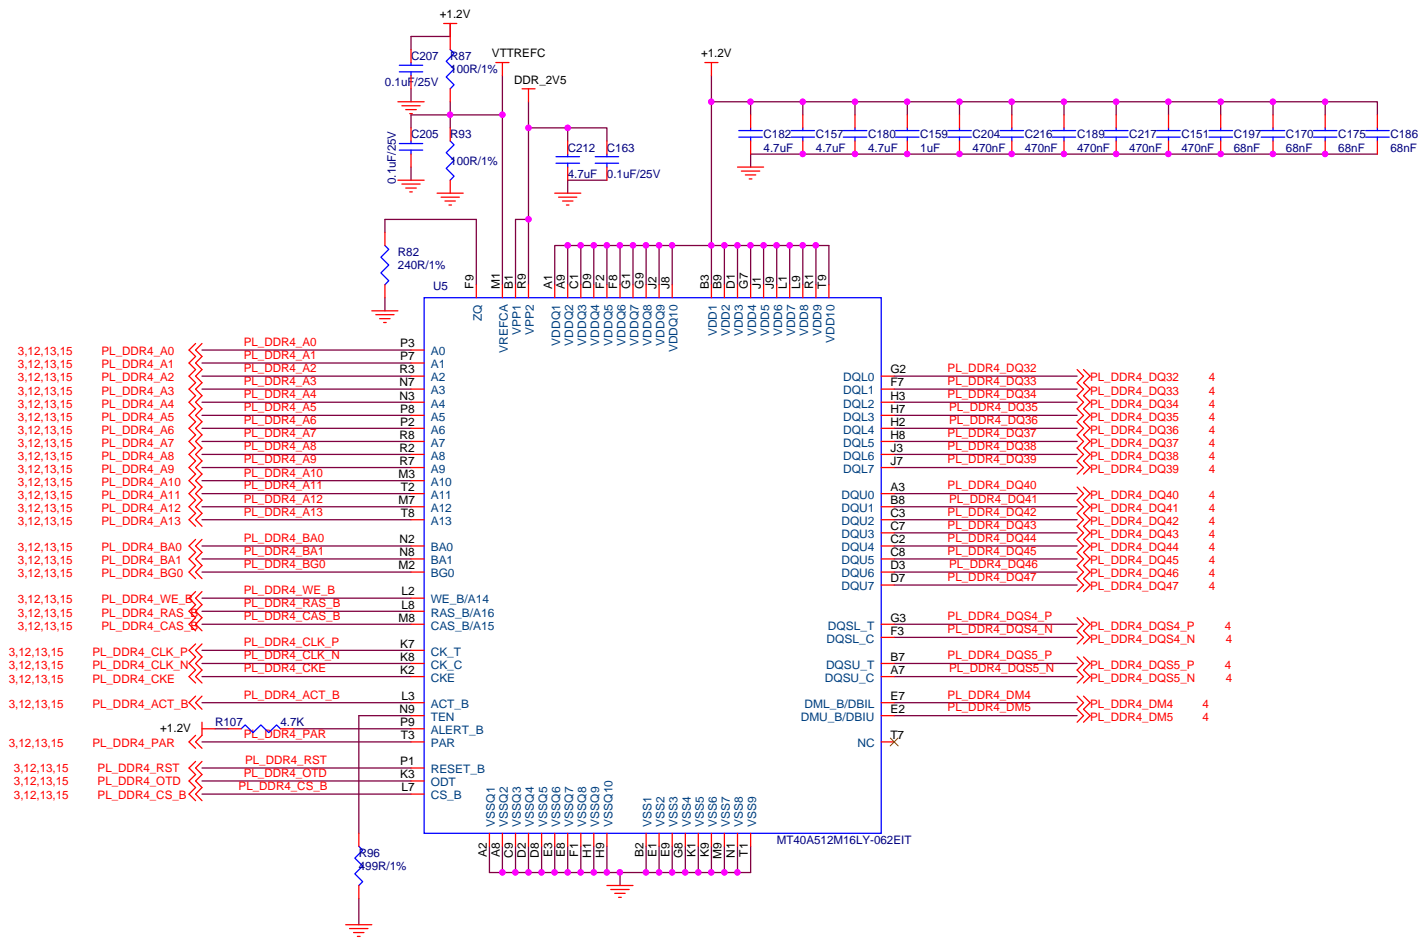 +1.2V
C207
0.1uF/25V
R87
100R/1%
VTTREFC
DDR_2V5
+1.2V
C205
0.1uF/25V
R93
100R/1%
C212
4.7uF
C163
0.1uF/25V
C182 C157 C180 C159 C204 C216 C189 C217 C151 C197 C170 C175 C186
4.7uF 4.7uF 4.7uF 1uF 470nF 470nF 470nF 470nF 470nF 68nF 68nF 68nF 68nF
R82
240R/1%
U5
F9 M1 B1 R9 A1 A9 C1 D9 F2 F8 G1 G9 J2 J8 B3 B9 D1 G7 J1 J9 L1 L9 R1 T9
ZQ VREFCA VPP1 VPP2 VDDQ1 VDDQ2 VDDQ3 VDDQ4 VDDQ5 VDDQ6 VDDQ7 VDDQ8 VDDQ9 VDDQ10 VDD1 VDD2 VDD3 VDD4 VDD5 VDD6 VDD7 VDD8 VDD9 VDD10
3,12,13,15 PL_DDR4_A0 PL_DDR4_A0 P3 A0
3,12,13,15 PL_DDR4_A1 PL_DDR4_A1 P7 A1
3,12,13,15 PL_DDR4_A2 PL_DDR4_A2 R3 A2
3,12,13,15 PL_DDR4_A3 PL_DDR4_A3 N7 A3
3,12,13,15 PL_DDR4_A4 PL_DDR4_A4 N3 A4
3,12,13,15 PL_DDR4_A5 PL_DDR4_A5 P8 A5
3,12,13,15 PL_DDR4_A6 PL_DDR4_A6 P2 A6
3,12,13,15 PL_DDR4_A7 PL_DDR4_A7 R8 A7
3,12,13,15 PL_DDR4_A8 PL_DDR4_A8 R2 A8
3,12,13,15 PL_DDR4_A9 PL_DDR4_A9 R7 A9
3,12,13,15 PL_DDR4_A10 PL_DDR4_A10 M3 A10
3,12,13,15 PL_DDR4_A11 PL_DDR4_A11 T2 A11
3,12,13,15 PL_DDR4_A12 PL_DDR4_A12 M7 A12
3,12,13,15 PL_DDR4_A13 PL_DDR4_A13 T8 A13
3,12,13,15 PL_DDR4_BA0 PL_DDR4_BA0 N2 BA0
3,12,13,15 PL_DDR4_BA1 PL_DDR4_BA1 N8 BA1
3,12,13,15 PL_DDR4_BG0 PL_DDR4_BG0 M2 BG0
3,12,13,15 PL_DDR4_WE_B PL_DDR4_WE_B L2 WE_B/A14
3,12,13,15 PL_DDR4_RAS_B PL_DDR4_RAS_B L8 RAS_B/A16
3,12,13,15 PL_DDR4_CAS_B PL_DDR4_CAS_B M8 CAS_B/A15
3,12,13,15 PL_DDR4_CLK_P PL_DDR4_CLK_P K7 CK_T
3,12,13,15 PL_DDR4_CLK_N PL_DDR4_CLK_N K8 CK_C
3,12,13,15 PL_DDR4_CKE PL_DDR4_CKE K2 CKE
3,12,13,15 PL_DDR4_ACT_B PL_DDR4_ACT_B L3 ACT_B
N9 TEN
+1.2V R107 4.7K P9 ALERT_B
3,12,13,15 PL_DDR4_PAR PL_DDR4_PAR T3 PAR
3,12,13,15 PL_DDR4_RST PL_DDR4_RST P1 RESET_B
3,12,13,15 PL_DDR4_OTD PL_DDR4_OTD K3 ODT
3,12,13,15 PL_DDR4_CS_B PL_DDR4_CS_B L7 CS_B
DQL0 G2 PL_DDR4_DQ32 PL_DDR4_DQ32 4
DQL1 F7 PL_DDR4_DQ33 PL_DDR4_DQ33 4
DQL2 H3 PL_DDR4_DQ34 PL_DDR4_DQ34 4
DQL3 H7 PL_DDR4_DQ35 PL_DDR4_DQ35 4
DQL4 H2 PL_DDR4_DQ36 PL_DDR4_DQ36 4
DQL5 H8 PL_DDR4_DQ37 PL_DDR4_DQ37 4
DQL6 J3 PL_DDR4_DQ38 PL_DDR4_DQ38 4
DQL7 J7 PL_DDR4_DQ39 PL_DDR4_DQ39 4
DQU0 A3 PL_DDR4_DQ40 PL_DDR4_DQ40 4
DQU1 B8 PL_DDR4_DQ41 PL_DDR4_DQ41 4
DQU2 C3 PL_DDR4_DQ42 PL_DDR4_DQ42 4
DQU3 C7 PL_DDR4_DQ43 PL_DDR4_DQ43 4
DQU4 C2 PL_DDR4_DQ44 PL_DDR4_DQ44 4
DQU5 C8 PL_DDR4_DQ45 PL_DDR4_DQ45 4
DQU6 D3 PL_DDR4_DQ46 PL_DDR4_DQ46 4
DQU7 D7 PL_DDR4_DQ47 PL_DDR4_DQ47 4
DQSL_T G3 PL_DDR4_DQS4_P PL_DDR4_DQS4_P 4
DQSL_C F3 PL_DDR4_DQS4_N PL_DDR4_DQS4_N 4
DQSU_T B7 PL_DDR4_DQS5_P PL_DDR4_DQS5_P 4
DQSU_C A7 PL_DDR4_DQS5_N PL_DDR4_DQS5_N 4
DML_B/DBIL E7 PL_DDR4_DM4 PL_DDR4_DM4 4
DMU_B/DBIU E2 PL_DDR4_DM5 PL_DDR4_DM5 4
NC T7
VSSQ1 VSSQ2 VSSQ3 VSSQ4 VSSQ5 VSSQ6 VSSQ7 VSSQ8 VSSQ9 VSSQ10 VSS1 VSS2 VSS3 VSS4 VSS5 VSS6 VSS7 VSS8 VSS9
MT40A512M16LY-062EIT
A2 A8 C9 D2 D8 E3 E8 F1 H1 H9 B2 E1 E9 G8 K1 K9 M9 N1 T1
R96
499R/1%